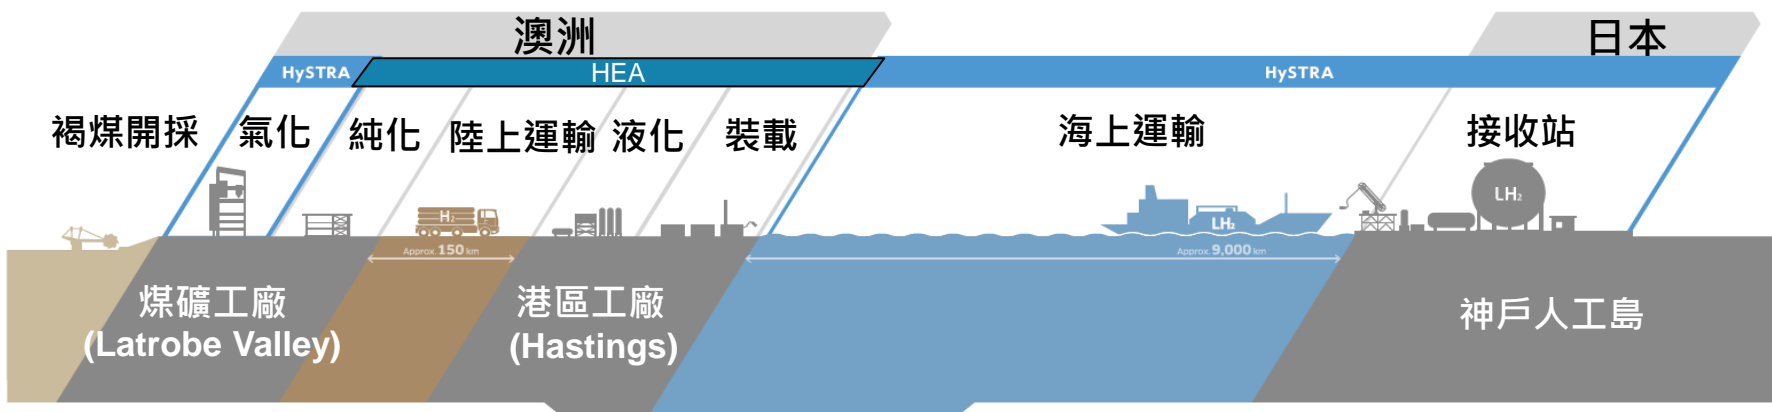 澳洲
日本
HySTRA
HEA
HySTRA
褐煤開採
氣化
純化
陸上運輸
液化
裝載
海上運輸
接收站
H₂
LH₂
LH₂
Approx. 150 km
Approx. 9,000 km
煤礦工廠
(Latrobe Valley)
港區工廠
(Hastings)
神戶人工島